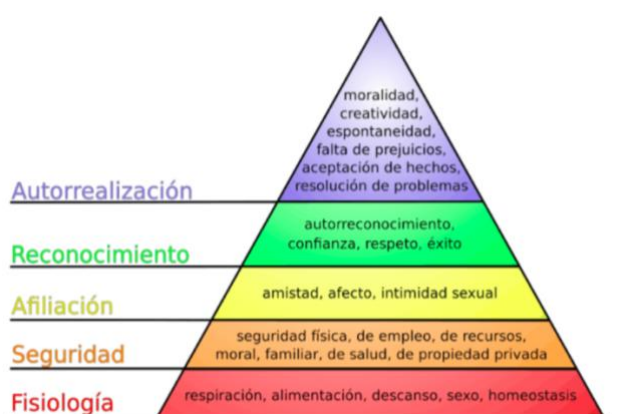 moralidad,
creatividad,
espontaneidad,
falta de prejuicios,
aceptación de hechos,
resolución de problemas
Autorrealización
autorreconocimiento,
confianza, respeto, éxito
Reconocimiento
amistad, afecto, intimidad sexual
Afiliación
seguridad física, de empleo, de recursos,
moral, familiar, de salud, de propiedad privada
Seguridad
respiración, alimentación, descanso, sexo, homeostasis
Fisiología